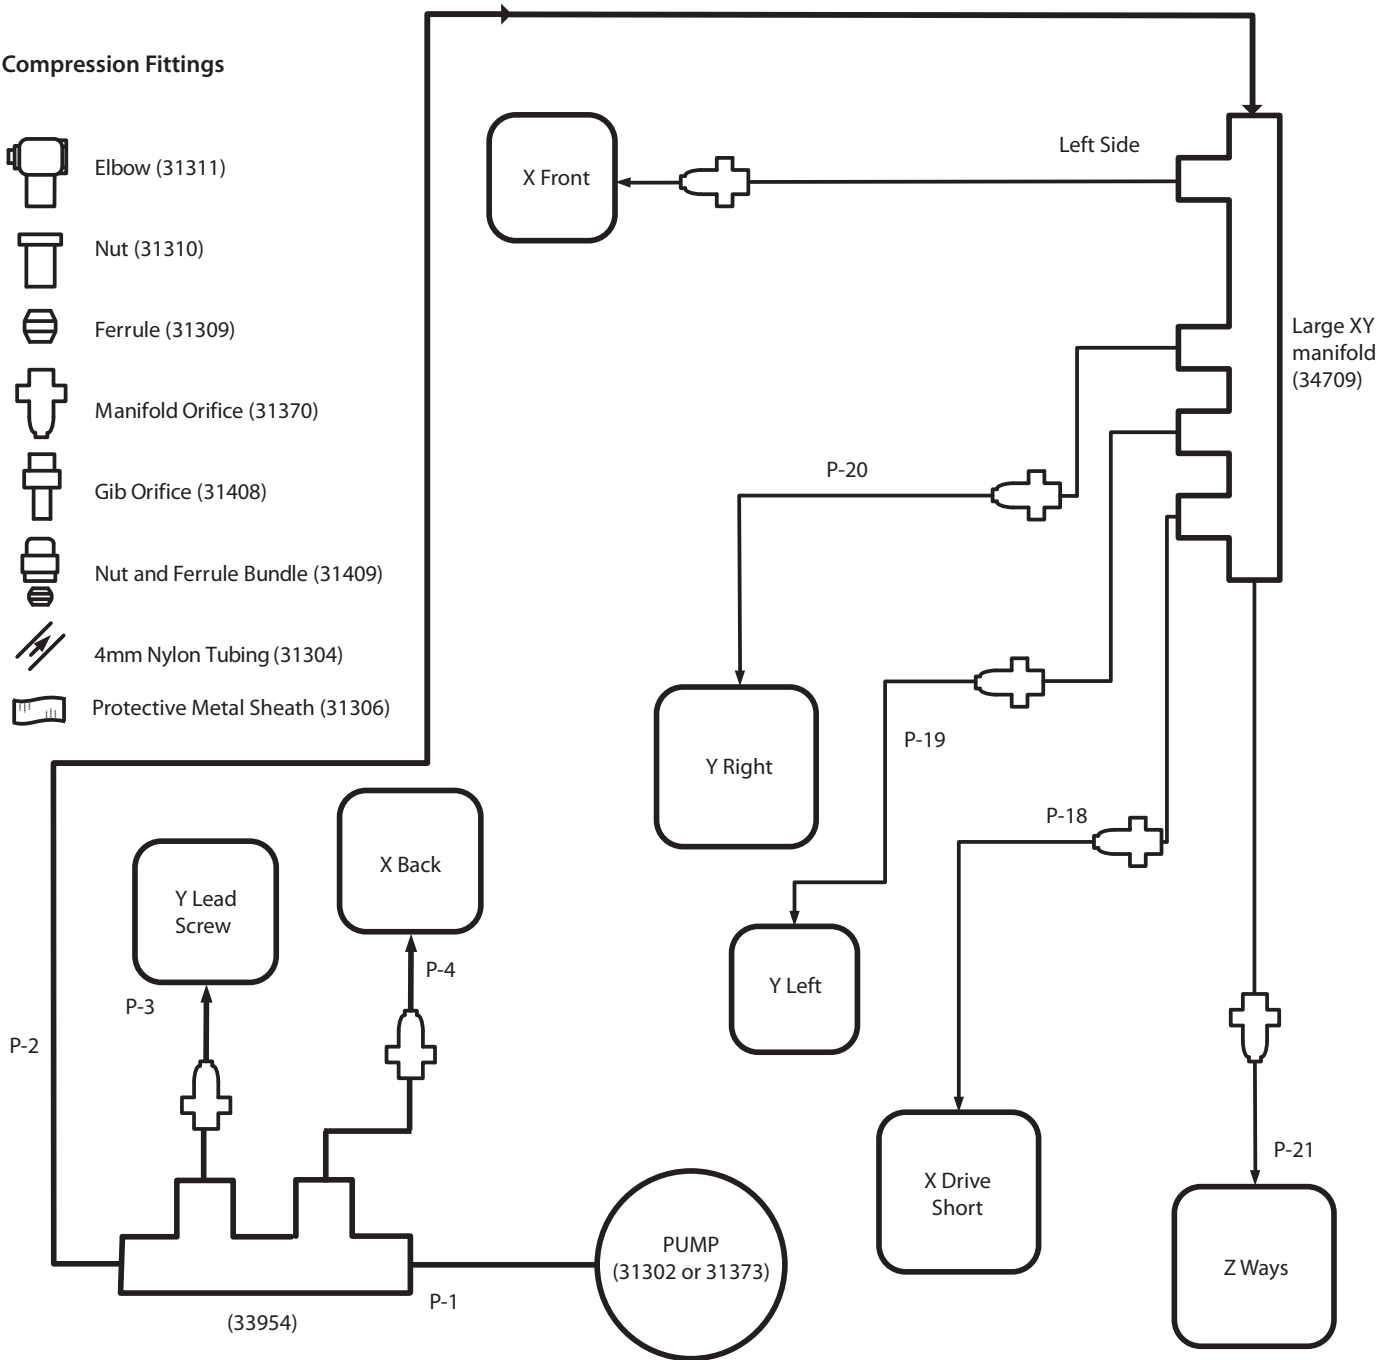 Compression Fittings
Elbow (31311)
Nut (31310)
Ferrule (31309)
Manifold Orifice (31370)
Gib Orifice (31408)
Nut and Ferrule Bundle (31409)
4mm Nylon Tubing (31304)
Protective Metal Sheath (31306)
X Front
Left Side
Large XY
manifold
(34709)
P-20
Y Right
P-19
P-18
Y Left
X Back
Y Lead
Screw
P-4
P-3
P-2
X Drive
Short
P-21
Z Ways
PUMP
(31302 or 31373)
P-1
(33954)